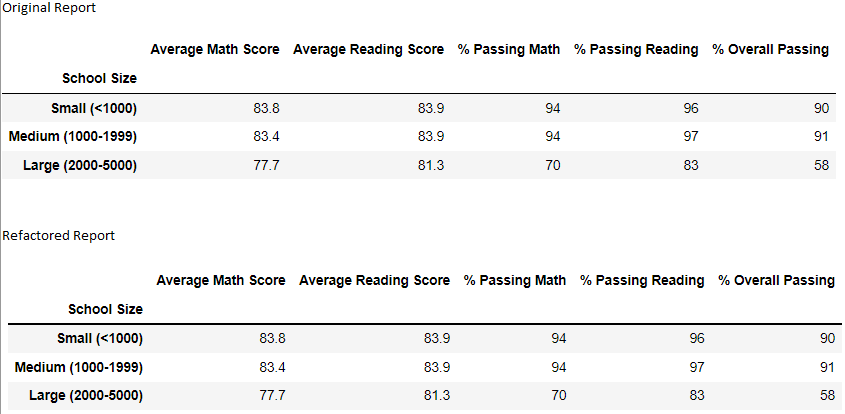 Original Report
Average Math Score Average Reading Score % Passing Math % Passing Reading % Overall Passing
School Size
Small (<1000) 83.8 83.9 94 96 90
Medium (1000-1999) 83.4 83.9 94 97 91
Large (2000-5000) 77.7 81.3 70 83 58
Refactored Report
Average Math Score Average Reading Score % Passing Math % Passing Reading % Overall Passing
School Size
Small (<1000) 83.8 83.9 94 96 90
Medium (1000-1999) 83.4 83.9 94 97 91
Large (2000-5000) 77.7 81.3 70 83 58